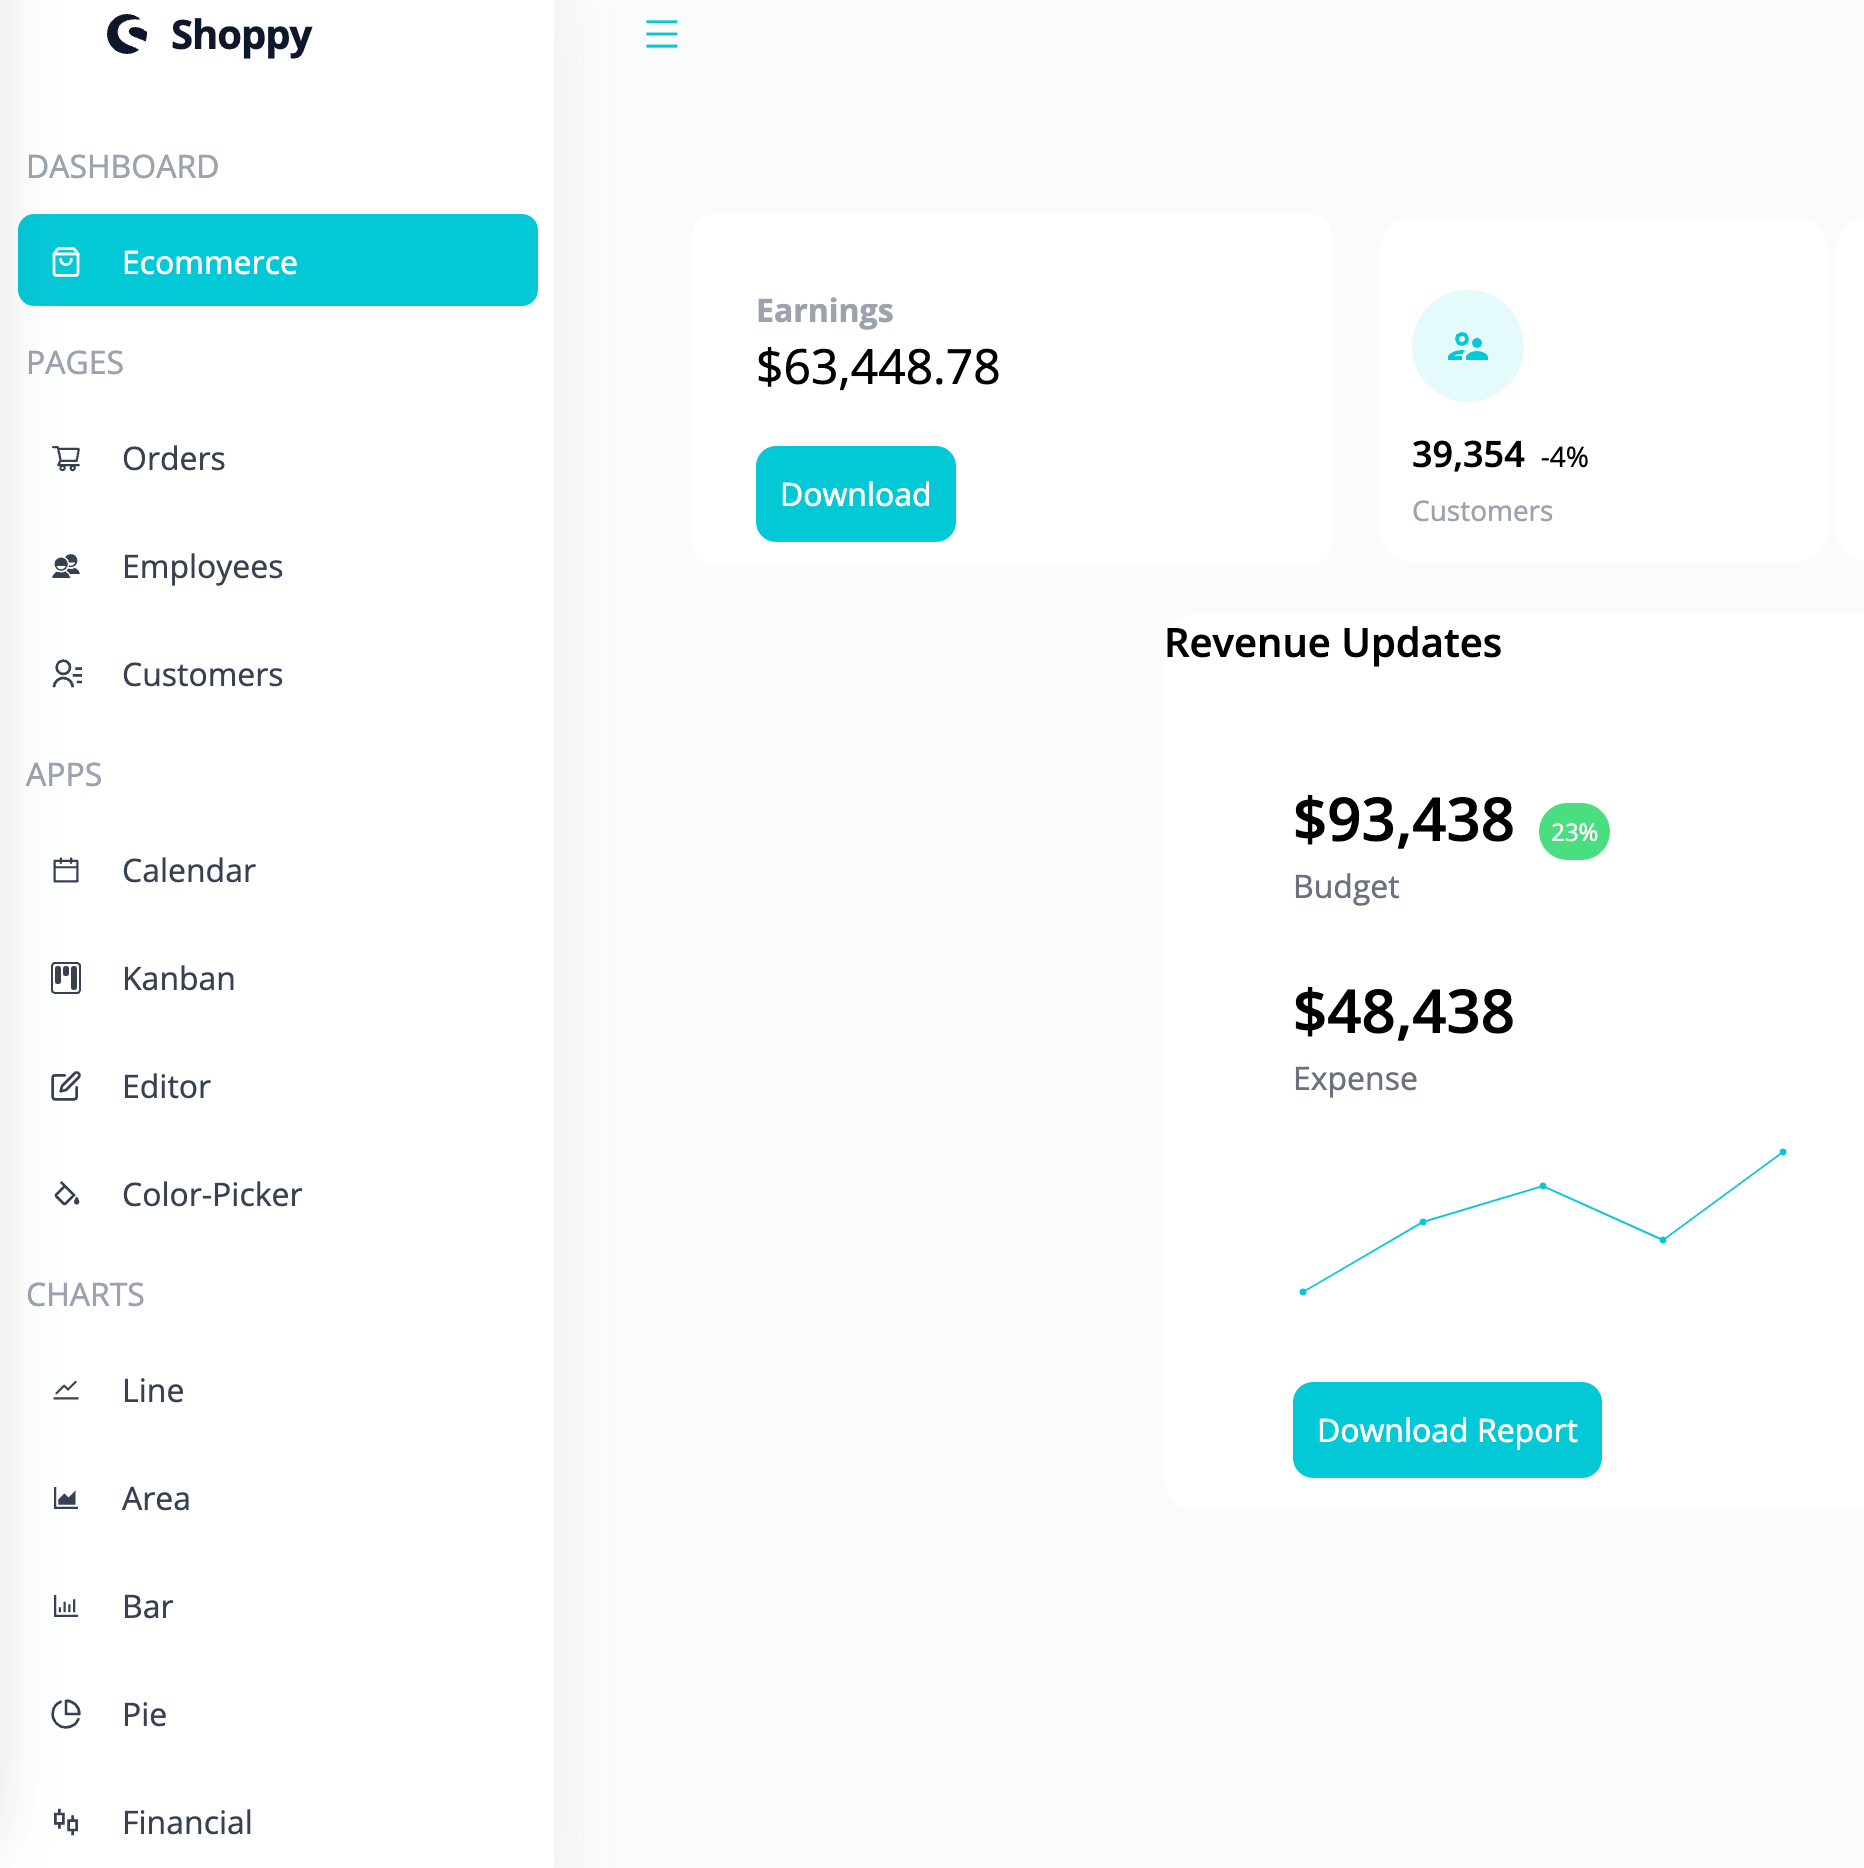 Shoppy
DASHBOARD
Ecommerce
PAGES
Orders
Employees
Customers
APPS
Calendar
Kanban
Editor
Color-Picker
CHARTS
Line
Area
Bar
Pie
Financial
Earnings
$63,448.78
Download
39,354 -4%
Customers
Revenue Updates
$93,438 23%
Budget
$48,438
Expense
Download Report